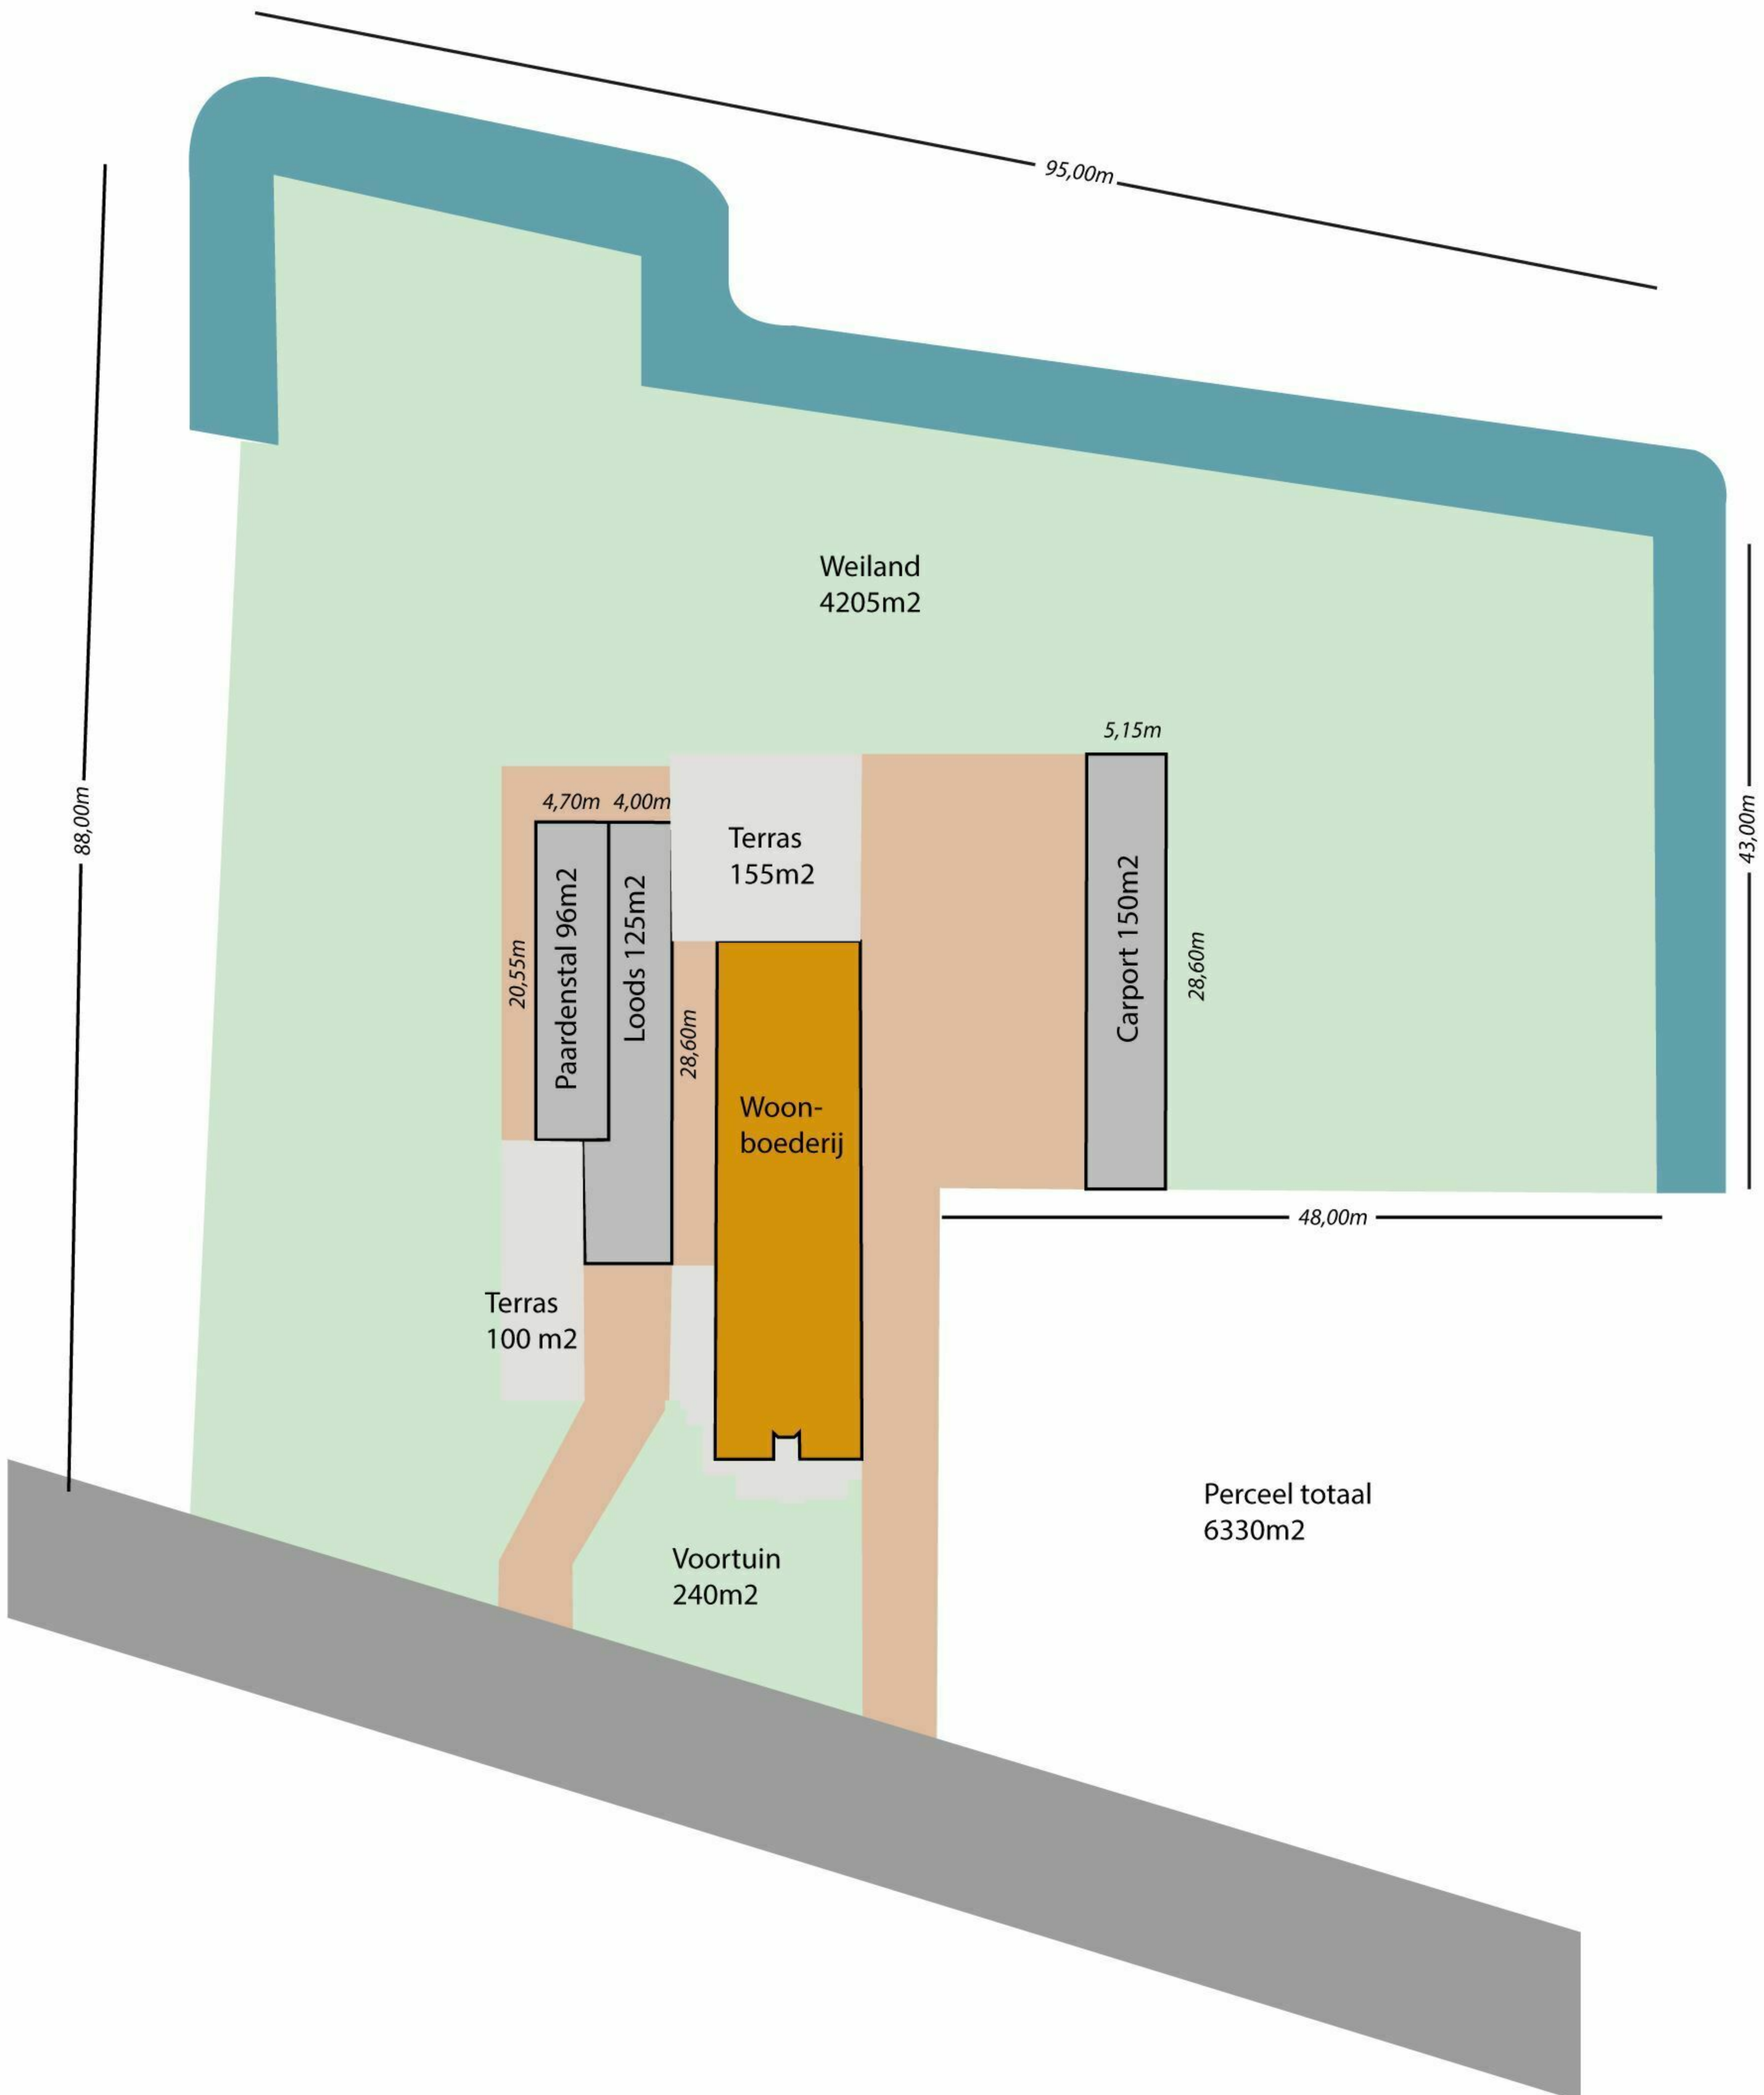 95,00m
Weiland
4205m2
5,15m
88,00m
43,00m
4,70m 4,00m
Terras
155m2
Paardenstal 96m2
Loods 125m2
Carport 150m2
20,55m
28,60m
28,60m
Woon-
boederij
48,00m
Terras
100 m2
Perceel totaal
6330m2
Voortuin
240m2